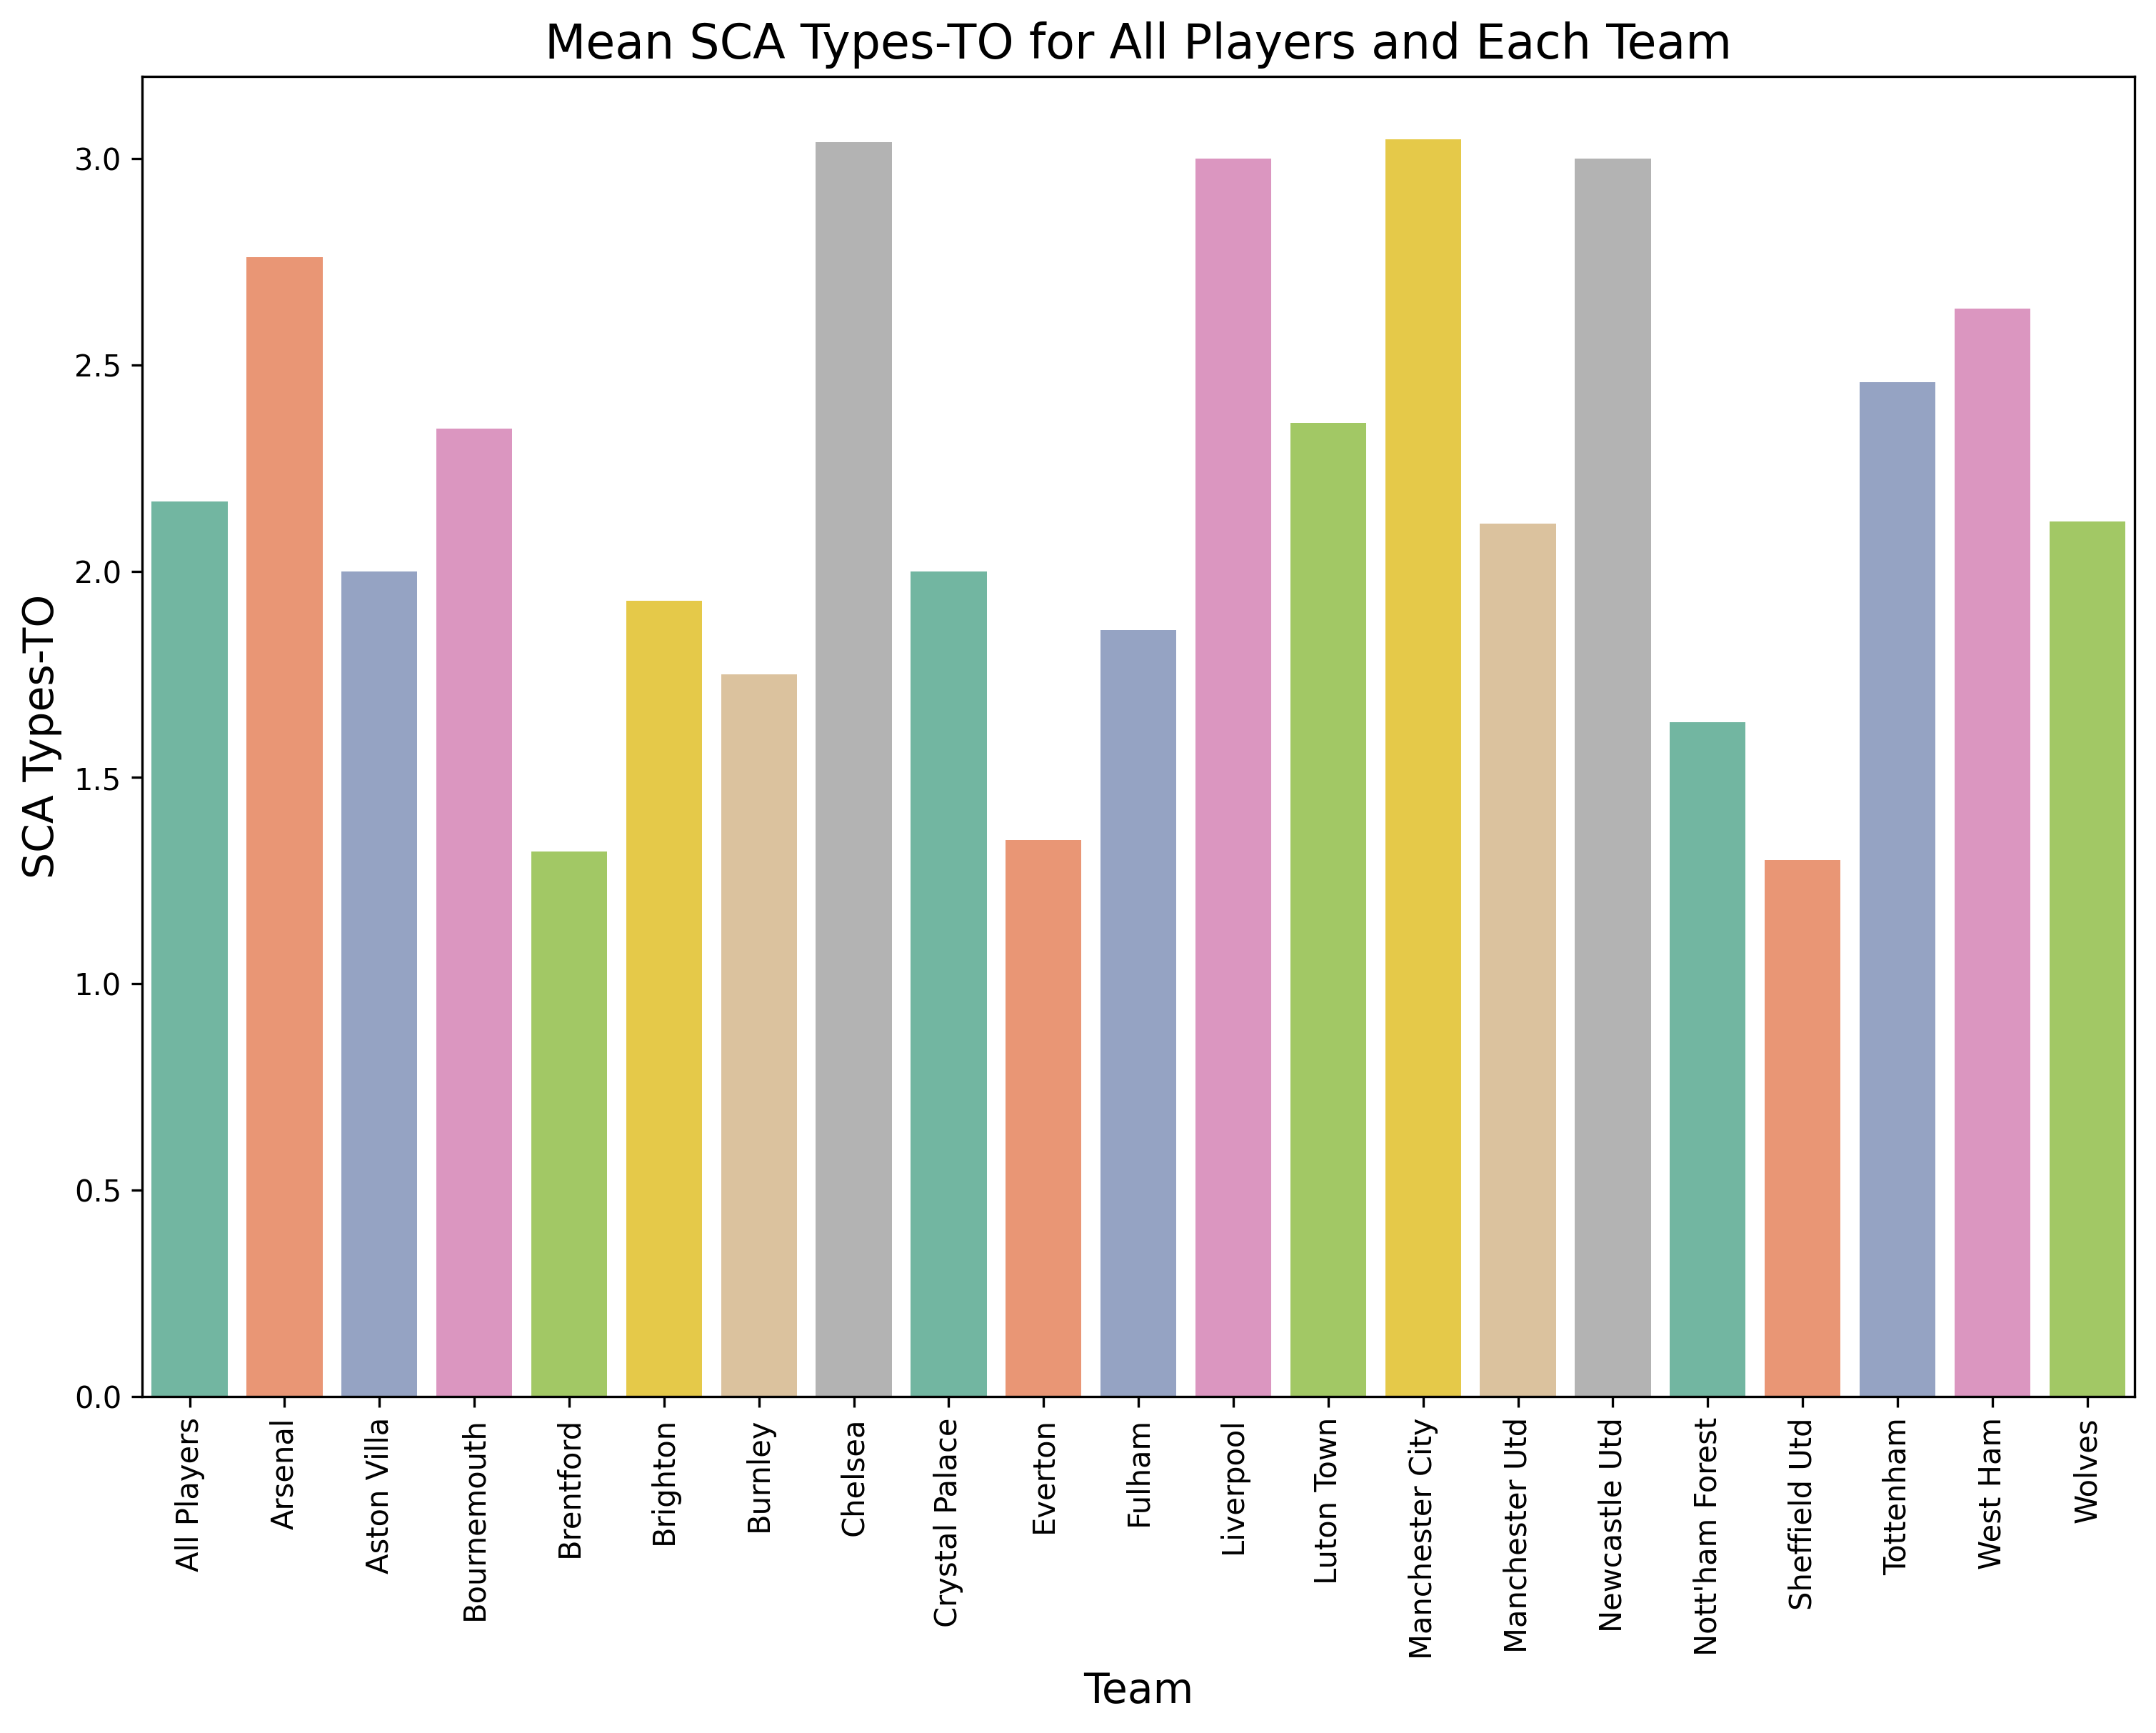 Mean SCA Types-TO for All Players and Each Team
SCA Types-TO
3.0
2.5
2.0
1.5
1.0
0.5
0.0
All Players
Arsenal
Aston Villa
Bournemouth
Brentford
Brighton
Burnley
Chelsea
Crystal Palace
Everton
Fulham
Liverpool
Luton Town
Manchester City
Manchester Utd
Newcastle Utd
Nott'ham Forest
Sheffield Utd
Tottenham
West Ham
Wolves
Team